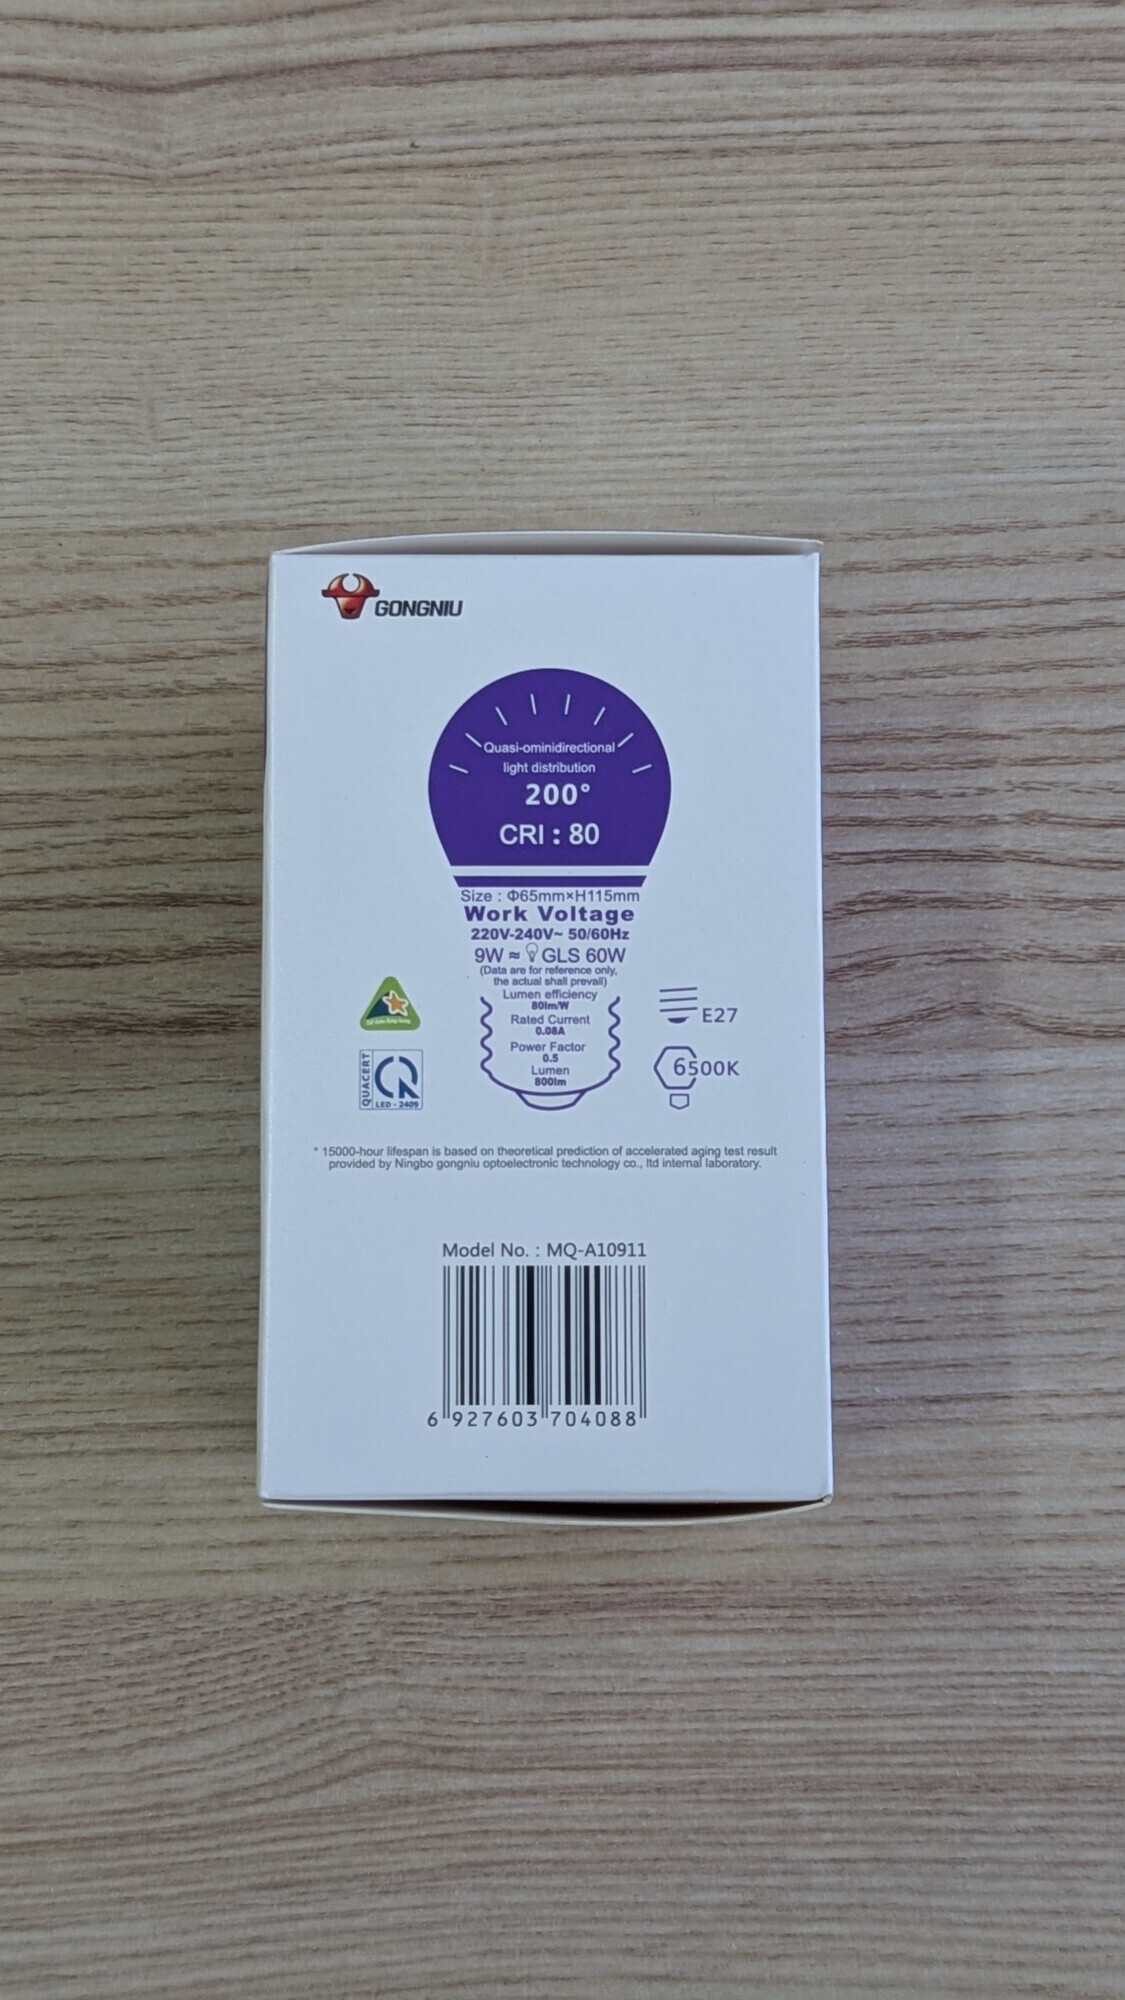 GONGNIU
Quasi-ominidirectional
light distribution
200°
CRI : 80
Size : Φ65mm×H115mm
Work Voltage
220V-240V~ 50/60Hz
9W ≈ GLS 60W
(Data are for reference only,
the actual shall prevail)
Lumen efficiency
80lm/W
Rated Current
0.08A
Power Factor
0.5
Lumen
800lm
E27
6500K
QUACERT
LED - 2409
* 15000-hour lifespan is based on theoretical prediction of accelerated aging test result
provided by Ningbo gongniu optoelectronic technology co., ltd internal laboratory.
Model No. : MQ-A10911
6 927603 704088